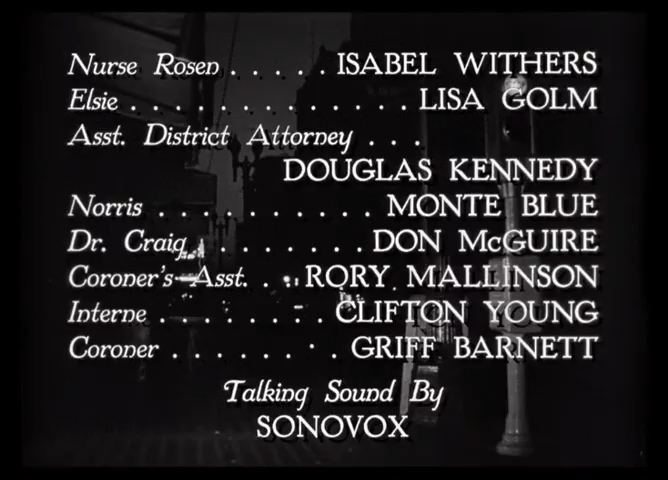 Nurse Rosen . . . . . ISABEL WITHERS
Elsie . . . . . . . . . . . . . LISA GOLM
Asst. District Attorney . . .
DOUGLAS KENNEDY
Norris . . . . . . . . . . MONTE BLUE
Dr. Craig . . . . . . . . DON McGUIRE
Coroner's Asst. . . . RORY MALLINSON
Interne . . . . . . . . CLIFTON YOUNG
Coroner . . . . . . . GRIFF BARNETT
Talking Sound By
SONOVOX